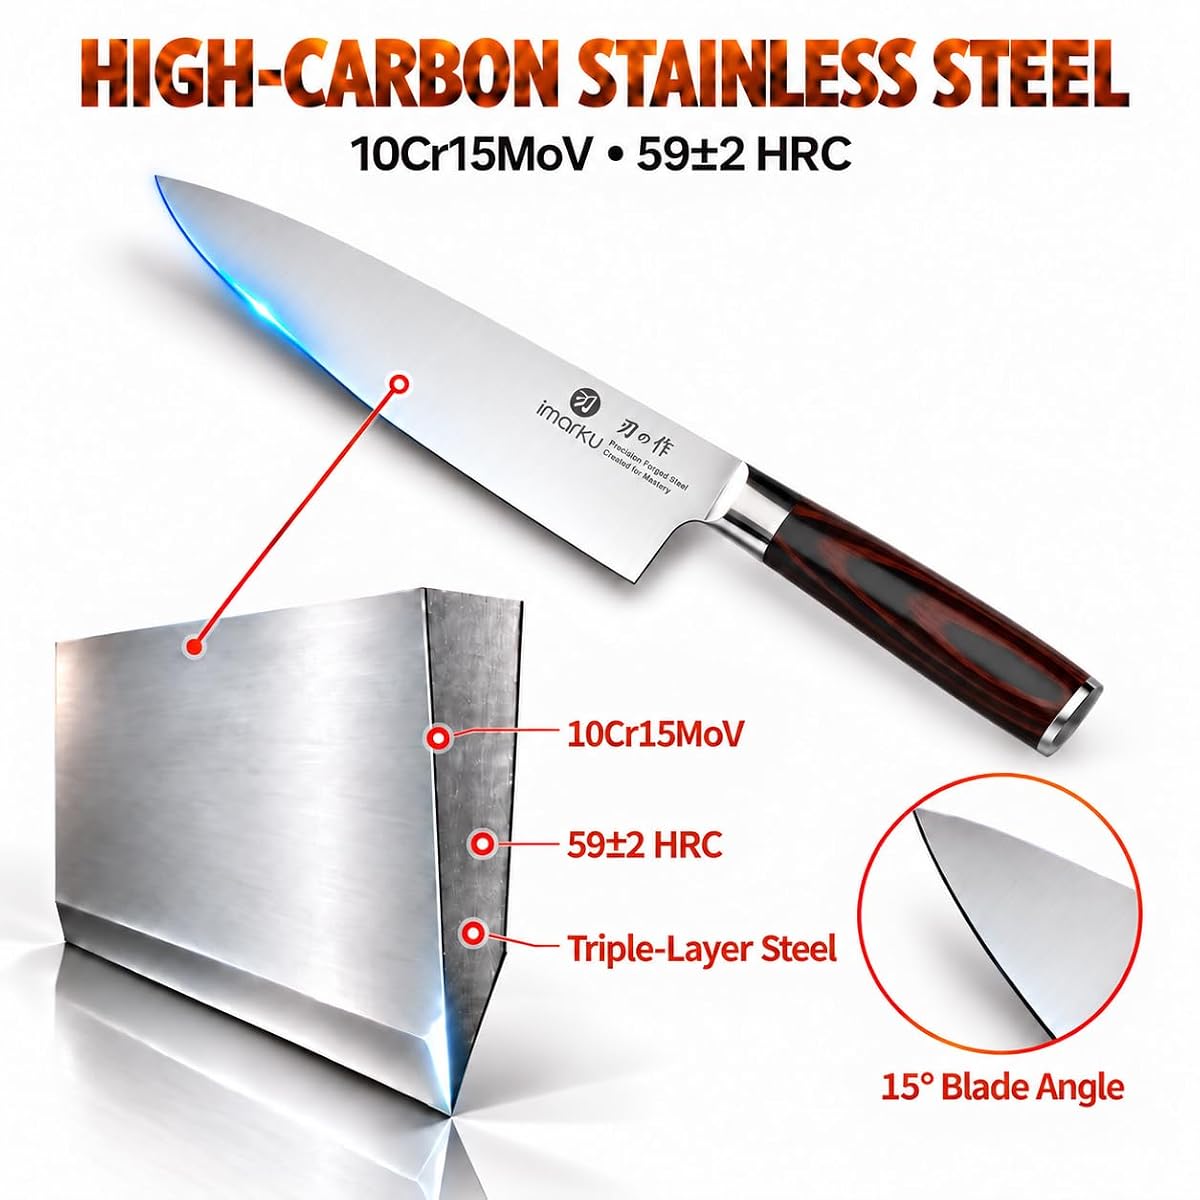 HIGH-CARBON STAINLESS STEEL
10Cr15MoV • 59±2 HRC
刃
imarku
刃の作
Precision Forged Steel
Created for Mastery
10Cr15MoV
59±2 HRC
Triple-Layer Steel
15° Blade Angle